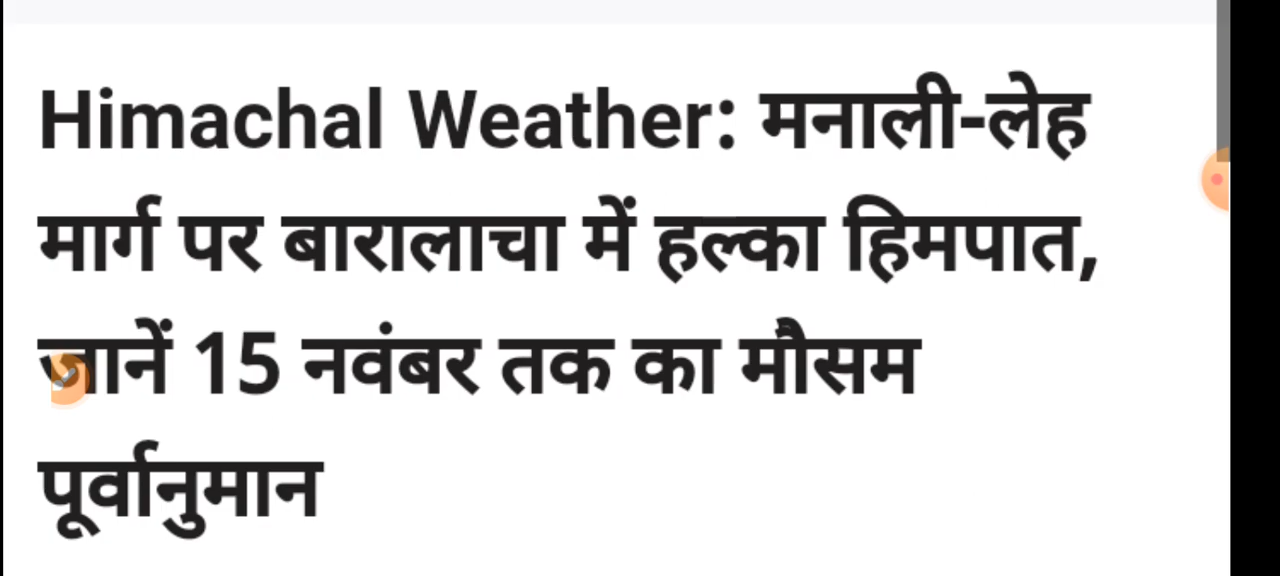 Himachal Weather: मनाली-लेह
मार्ग पर बारालाचा में हल्का हिमपात,
जानें 15 नवंबर तक का मौसम
पूर्वानुमान